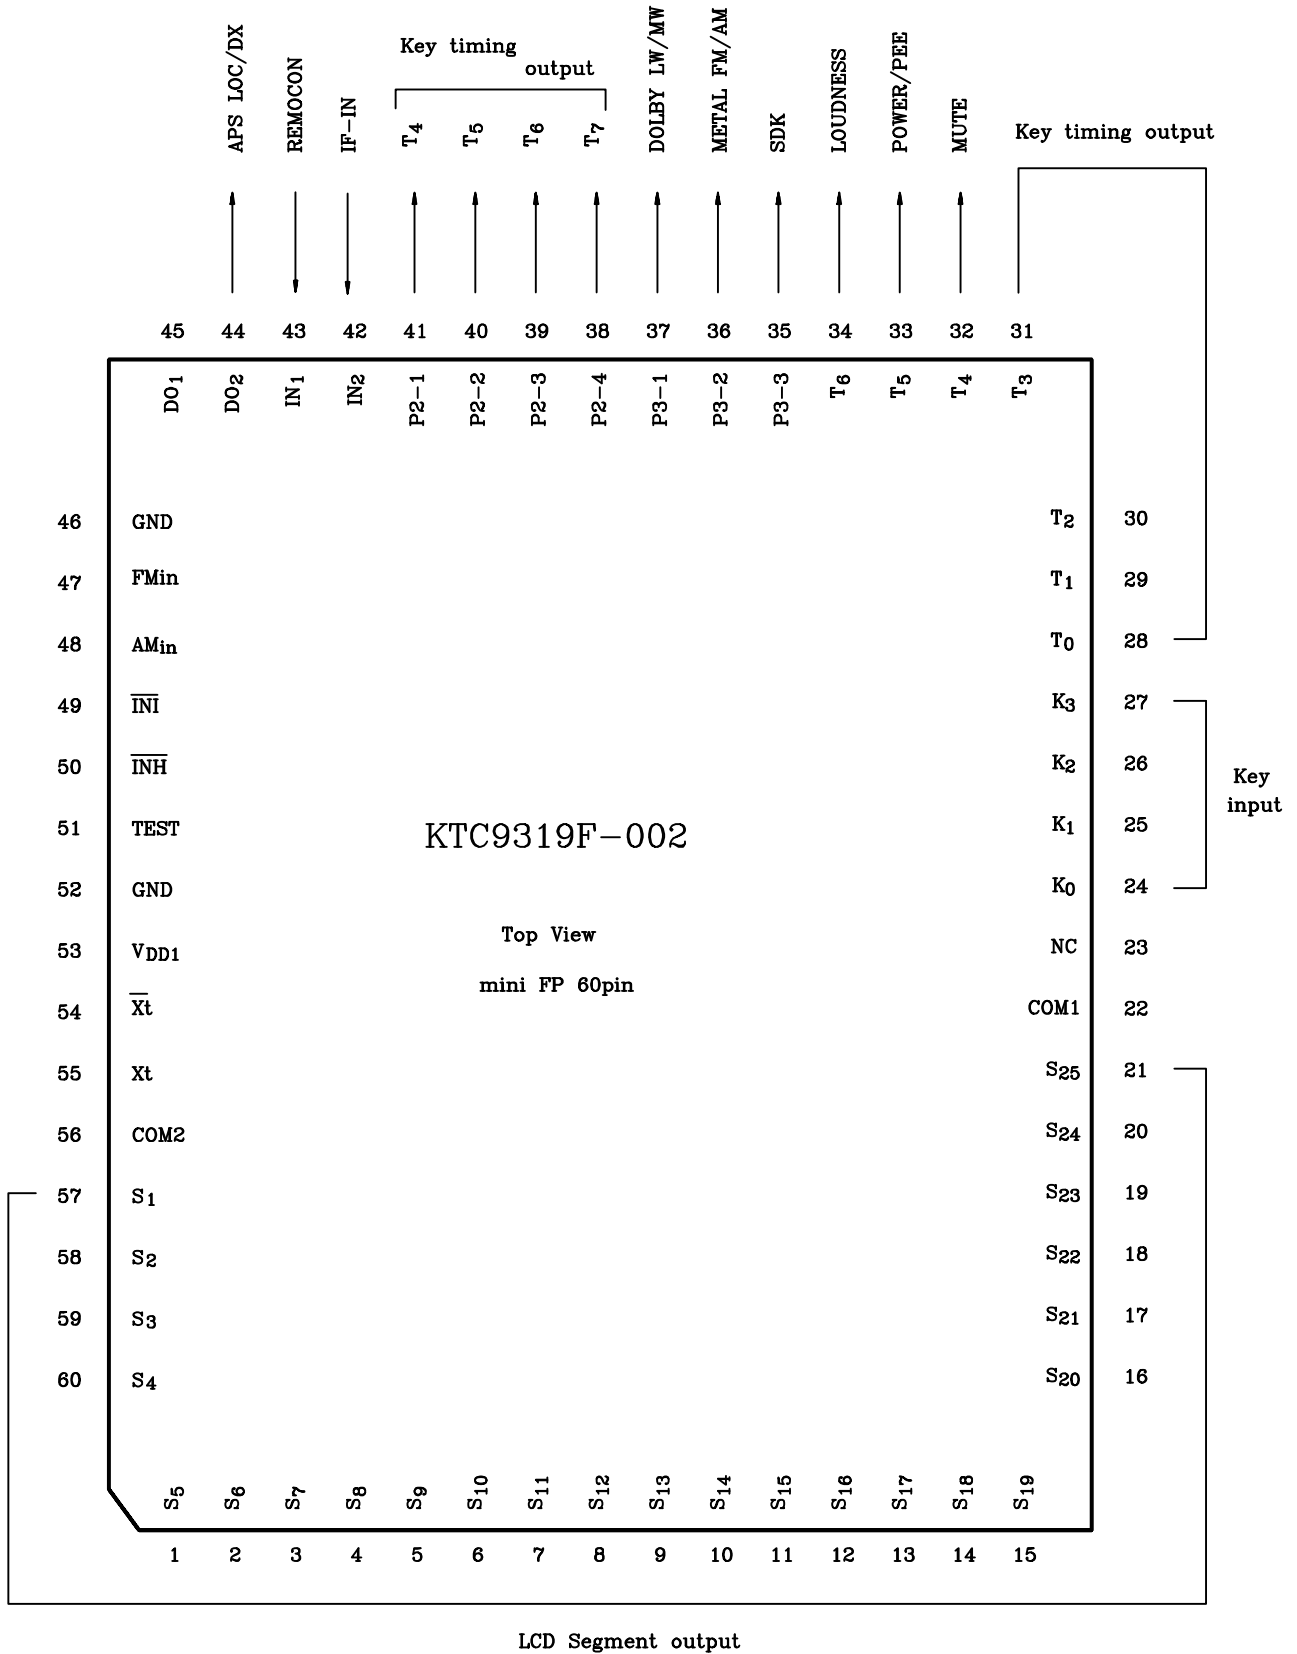 Key timing
output
APS LOC/DX
REMOCON
IF-IN
T4
T5
T6
T7
DOLBY LW/MW
METAL FM/AM
SDK
LOUDNESS
POWER/PEE
MUTE
Key timing output
45 44 43 42 41 40 39 38 37 36 35 34 33 32 31
DO1
DO2
IN1
IN2
P2-1
P2-2
P2-3
P2-4
P3-1
P3-2
P3-3
T6
T5
T4
T3
46 GND T2 30
47 FMin T1 29
48 AMin T0 28
49 I̅N̅I̅ K3 27
50 I̅N̅H̅ K2 26
Key
input
51 TEST K1 25
KTC9319F-002
52 GND K0 24
Top View
53 VDD1 NC 23
mini FP 60pin
54 X̅t COM1 22
55 Xt S25 21
56 COM2 S24 20
57 S1 S23 19
58 S2 S22 18
59 S3 S21 17
60 S4 S20 16
S5
S6
S7
S8
S9
S10
S11
S12
S13
S14
S15
S16
S17
S18
S19
1 2 3 4 5 6 7 8 9 10 11 12 13 14 15
LCD Segment output